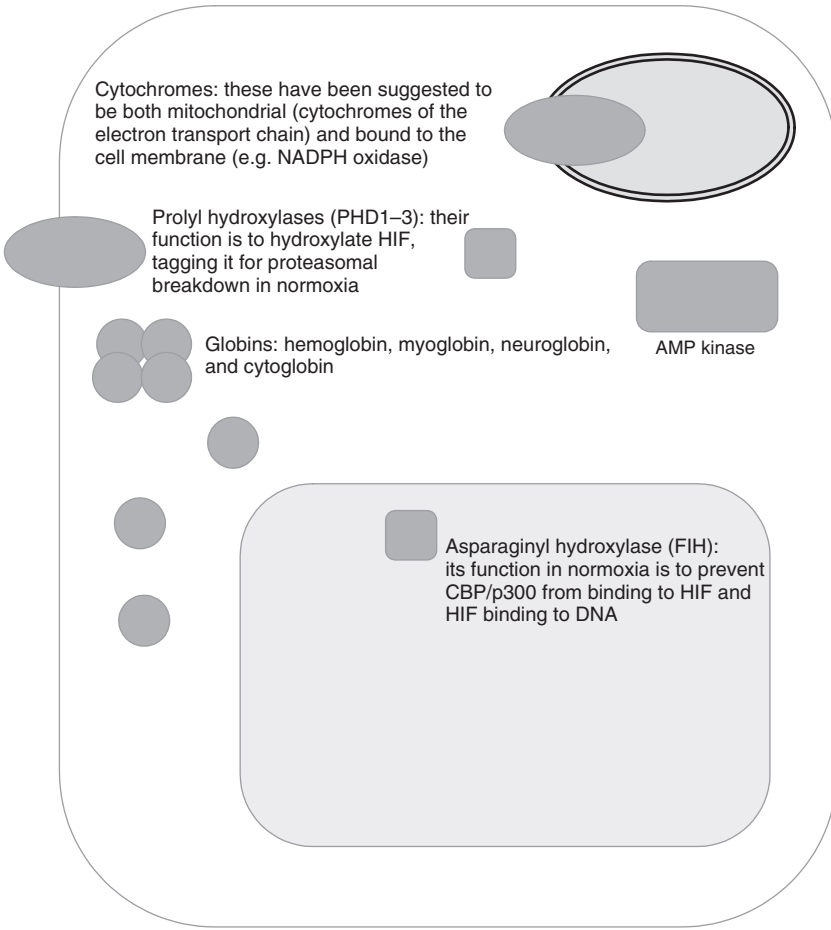 Cytochromes: these have been suggested to
be both mitochondrial (cytochromes of the
electron transport chain) and bound to the
cell membrane (e.g. NADPH oxidase)
Prolyl hydroxylases (PHD1–3): their
function is to hydroxylate HIF,
tagging it for proteasomal
breakdown in normoxia
Globins: hemoglobin, myoglobin, neuroglobin,
and cytoglobin
AMP kinase
Asparaginyl hydroxylase (FIH):
its function in normoxia is to prevent
CBP/p300 from binding to HIF and
HIF binding to DNA